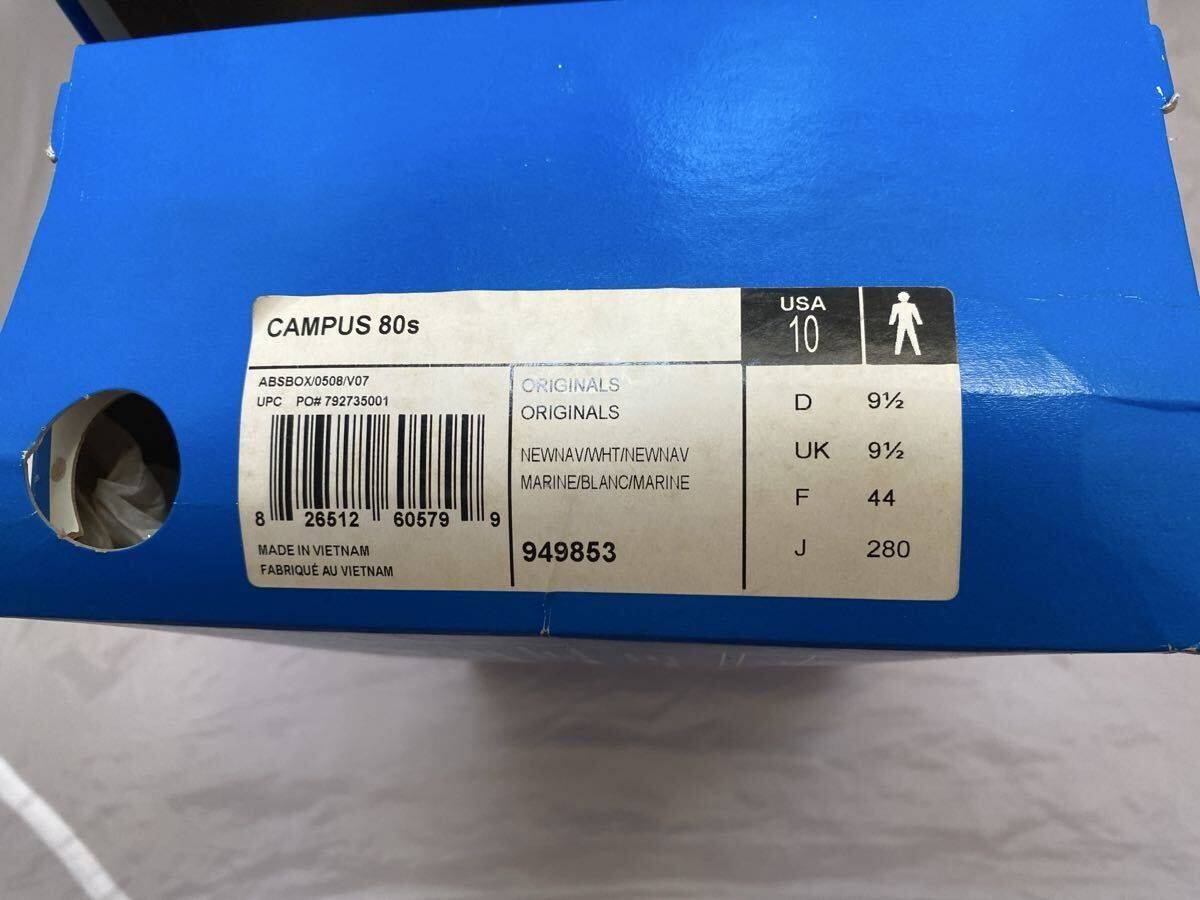 CAMPUS 80s
USA
10
ABSBOX/0508/V07
UPC PO# 792735001
8 26512 60579 9
MADE IN VIETNAM
FABRIQUÉ AU VIETNAM
ORIGINALS
ORIGINALS
NEWNAV/WHT/NEWNAV
MARINE/BLANC/MARINE
949853
D 9½
UK 9½
F 44
J 280